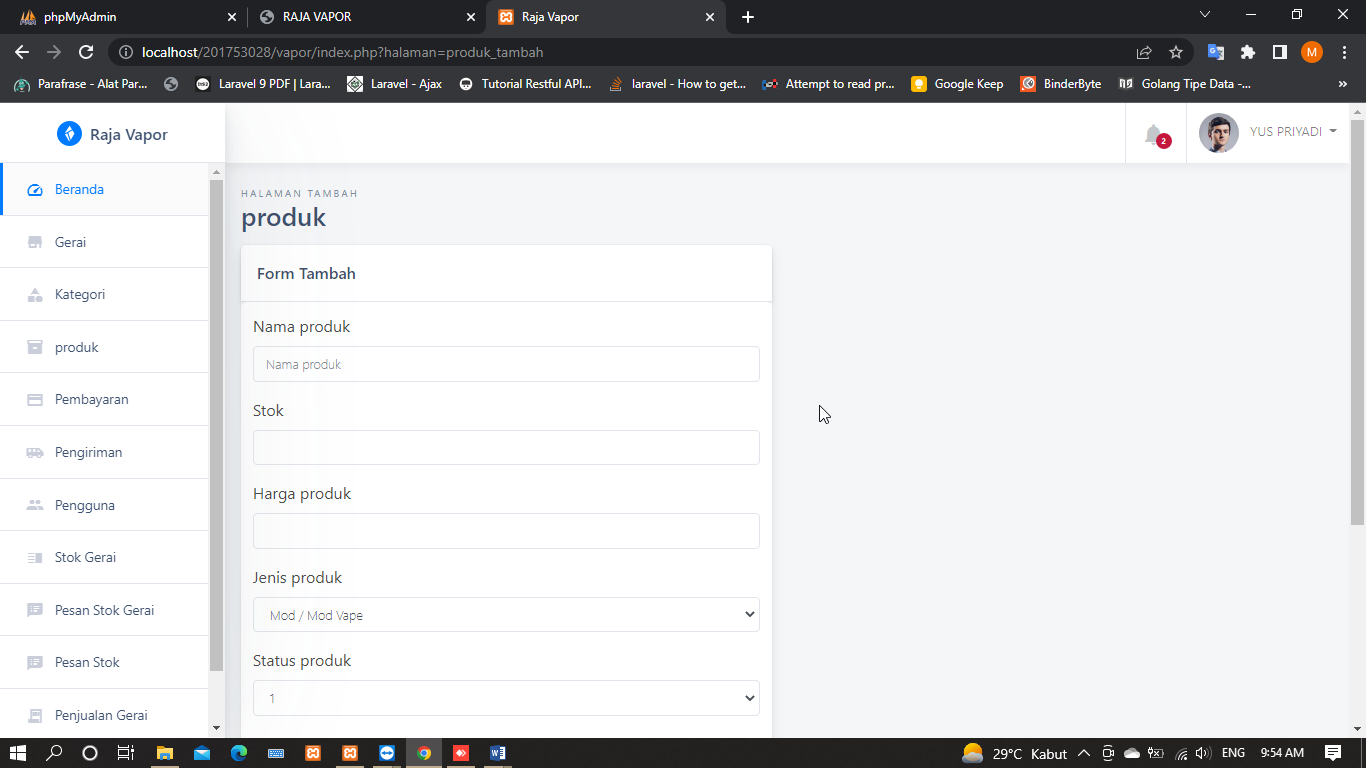 phpMyAdmin
RAJA VAPOR
Raja Vapor
localhost/201753028/vapor/index.php?halaman=produk_tambah
M
Parafrase - Alat Par...
Laravel 9 PDF | Lara...
Laravel - Ajax
Tutorial Restful API...
laravel - How to get...
Attempt to read pr...
Google Keep
BinderByte
Golang Tipe Data -...
»
Raja Vapor
2
YUS PRIYADI
Beranda
Gerai
Kategori
produk
Pembayaran
Pengiriman
Pengguna
Stok Gerai
Pesan Stok Gerai
Pesan Stok
Penjualan Gerai
HALAMAN TAMBAH
produk
Form Tambah
Nama produk
Nama produk
Stok
Harga produk
Jenis produk
Mod / Mod Vape
Status produk
1
29°C Kabut
ENG
9:54 AM